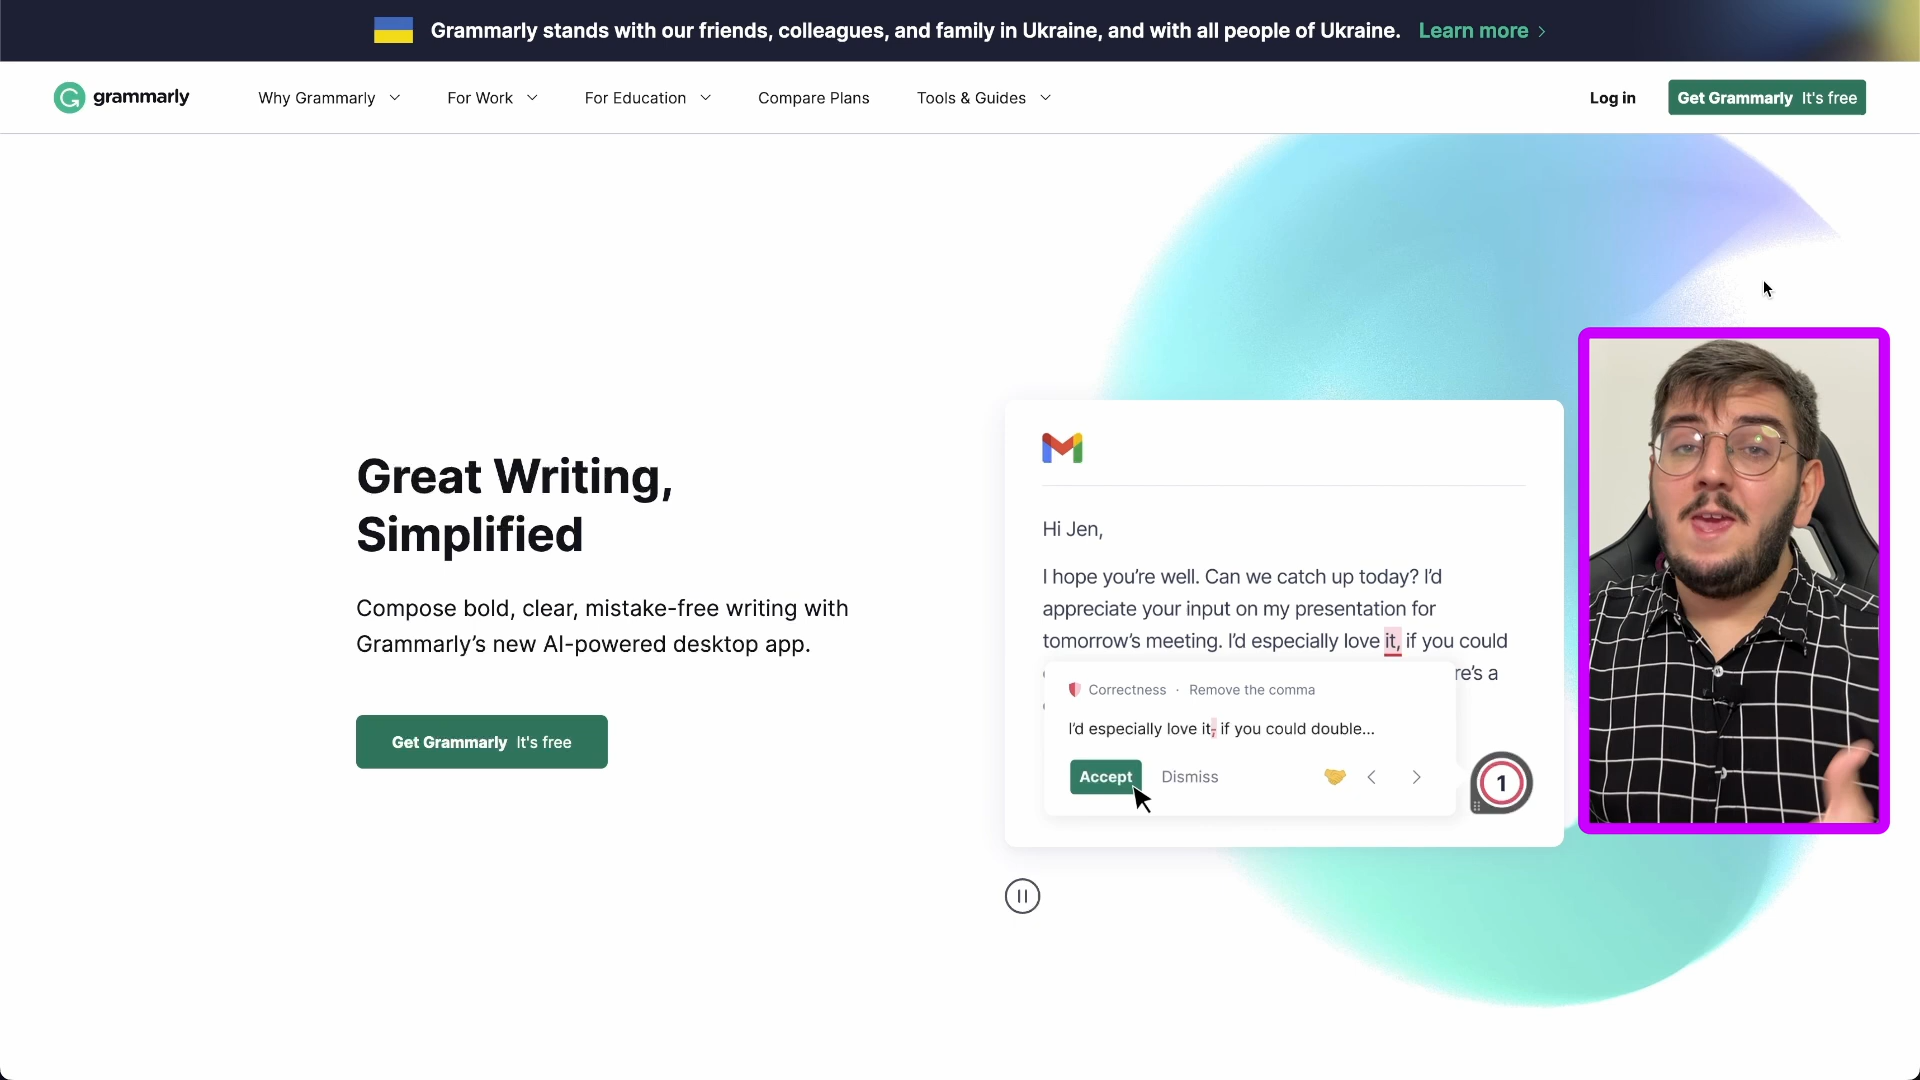 Grammarly stands with our friends, colleagues, and family in Ukraine, and with all people of Ukraine. Learn more
grammarly
Why Grammarly
For Work
For Education
Compare Plans
Tools & Guides
Log in
Get Grammarly It's free
Great Writing,
Simplified
Compose bold, clear, mistake-free writing with
Grammarly’s new AI-powered desktop app.
Get Grammarly It's free
Hi Jen,
I hope you’re well. Can we catch up today? I’d
appreciate your input on my presentation for
tomorrow’s meeting. I’d especially love it, if you could
re’s a
Correctness · Remove the comma
I’d especially love it, if you could double...
Accept
Dismiss
1